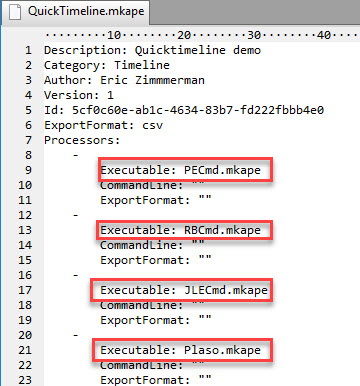 QuickTimeline.mkape
·········10········20········30········40····
1 Description: Quicktimeline demo
2 Category: Timeline
3 Author: Eric Zimmmerman
4 Version: 1
5 Id: 5cf0c60e-ab1c-4634-83b7-fd222fbbb4e0
6 ExportFormat: csv
7 Processors:
8 -
9 Executable: PECmd.mkape
10 CommandLine: ""
11 ExportFormat: ""
12 -
13 Executable: RBCmd.mkape
14 CommandLine: ""
15 ExportFormat: ""
16 -
17 Executable: JLECmd.mkape
18 CommandLine: ""
19 ExportFormat: ""
20 -
21 Executable: Plaso.mkape
22 CommandLine: ""
23 ExportFormat: ""